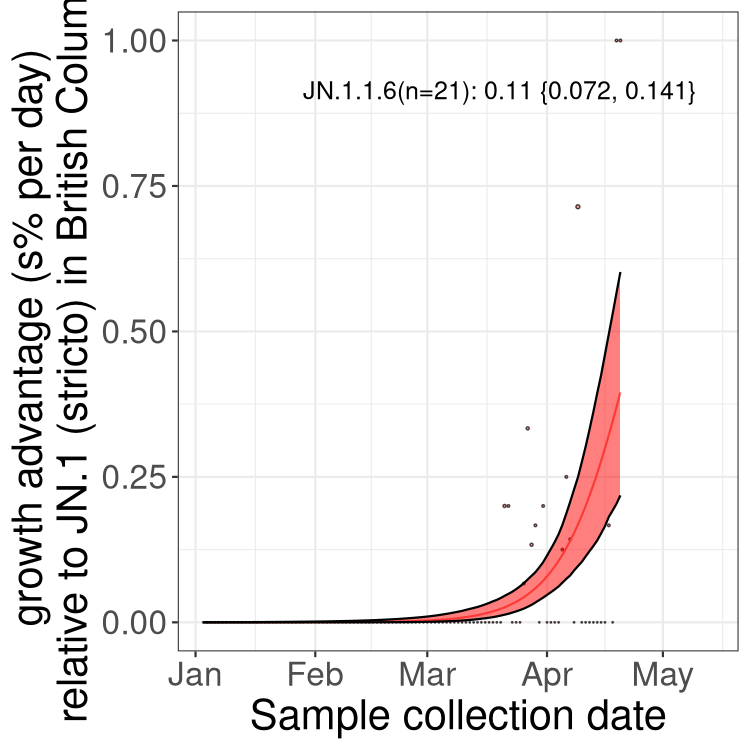 growth advantage (s% per day)
relative to JN.1 (stricto) in British Colum
1.00
0.75
0.50
0.25
0.00
JN.1.1.6(n=21): 0.11 {0.072, 0.141}
Jan Feb Mar Apr May
Sample collection date